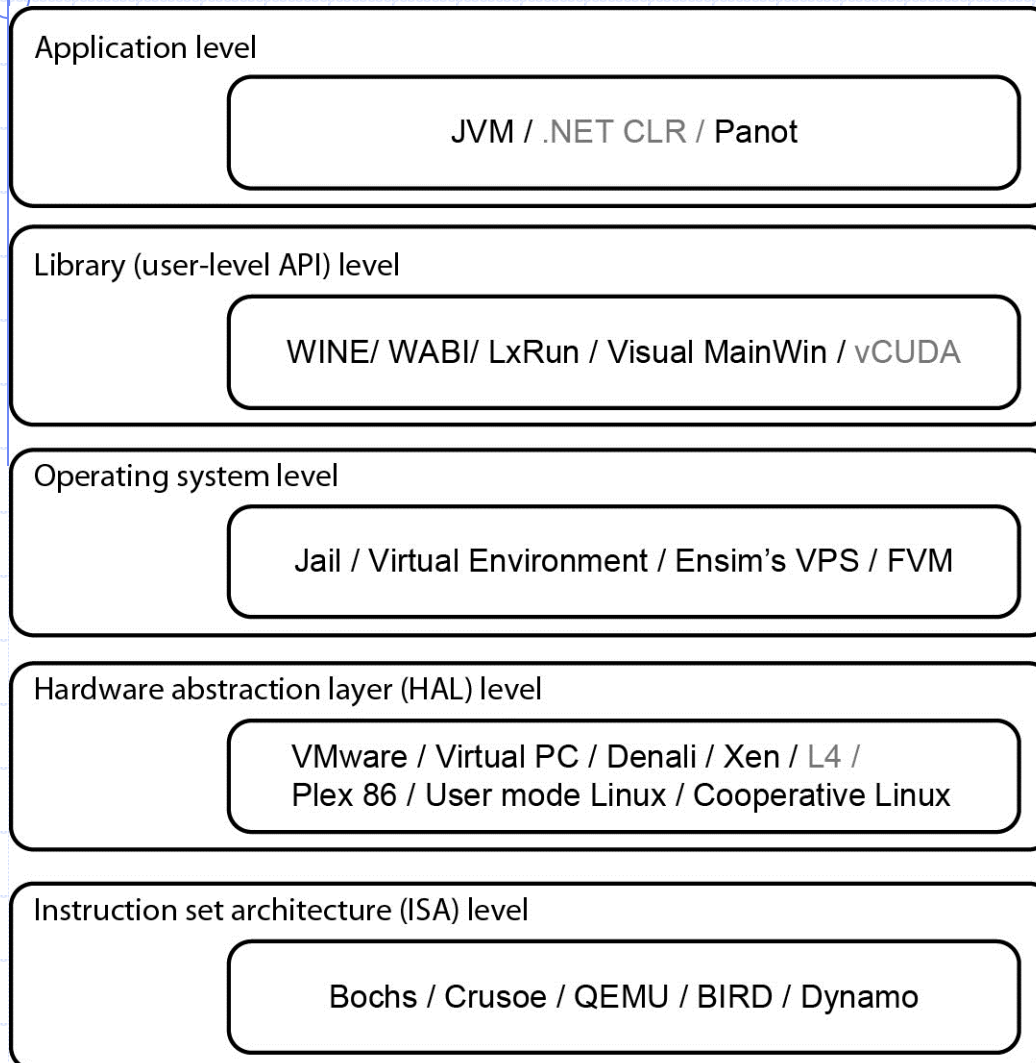 Application level
JVM / .NET CLR / Panot
Library (user-level API) level
WINE/ WABI/ LxRun / Visual MainWin / vCUDA
Operating system level
Jail / Virtual Environment / Ensim’s VPS / FVM
Hardware abstraction layer (HAL) level
VMware / Virtual PC / Denali / Xen / L4 /
Plex 86 / User mode Linux / Cooperative Linux
Instruction set architecture (ISA) level
Bochs / Crusoe / QEMU / BIRD / Dynamo